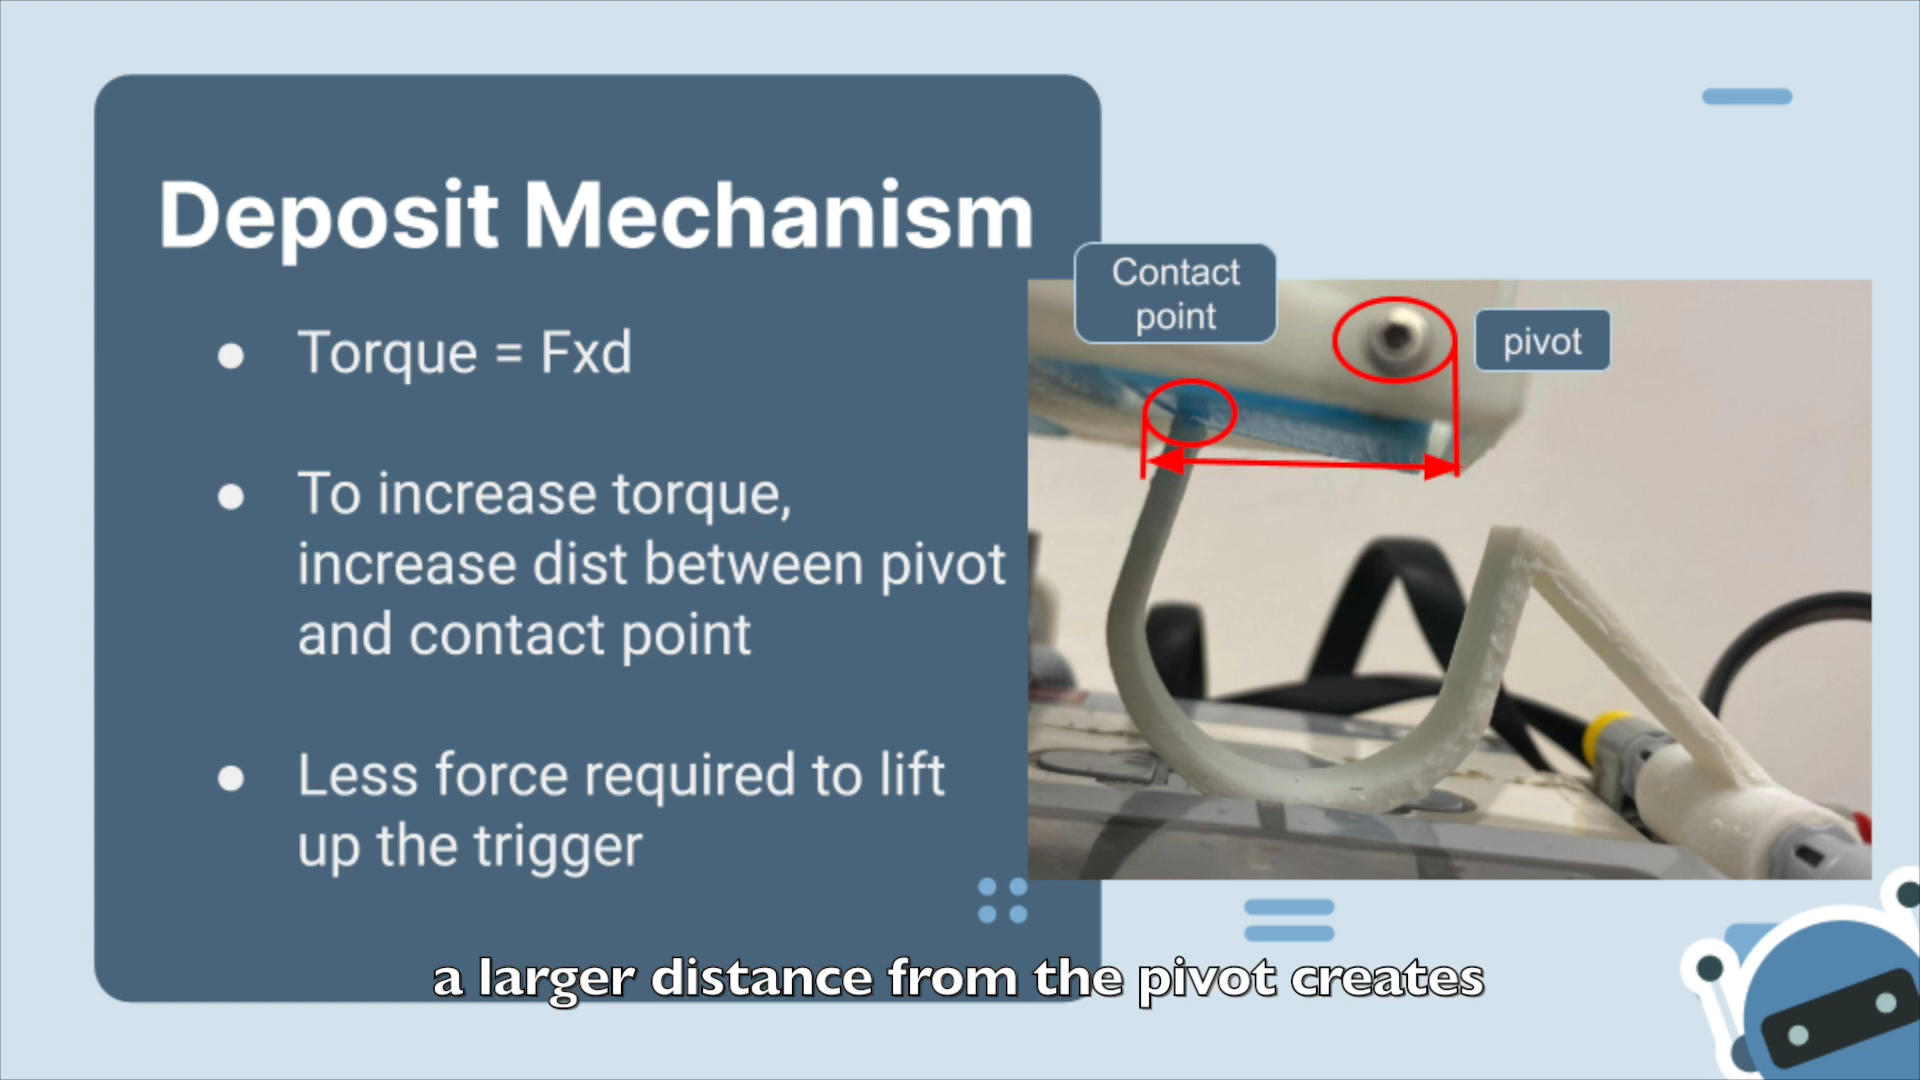 Deposit Mechanism
Contact
point
pivot
● Torque = Fxd
● To increase torque,
increase dist between pivot
and contact point
● Less force required to lift
up the trigger
a larger distance from the pivot creates